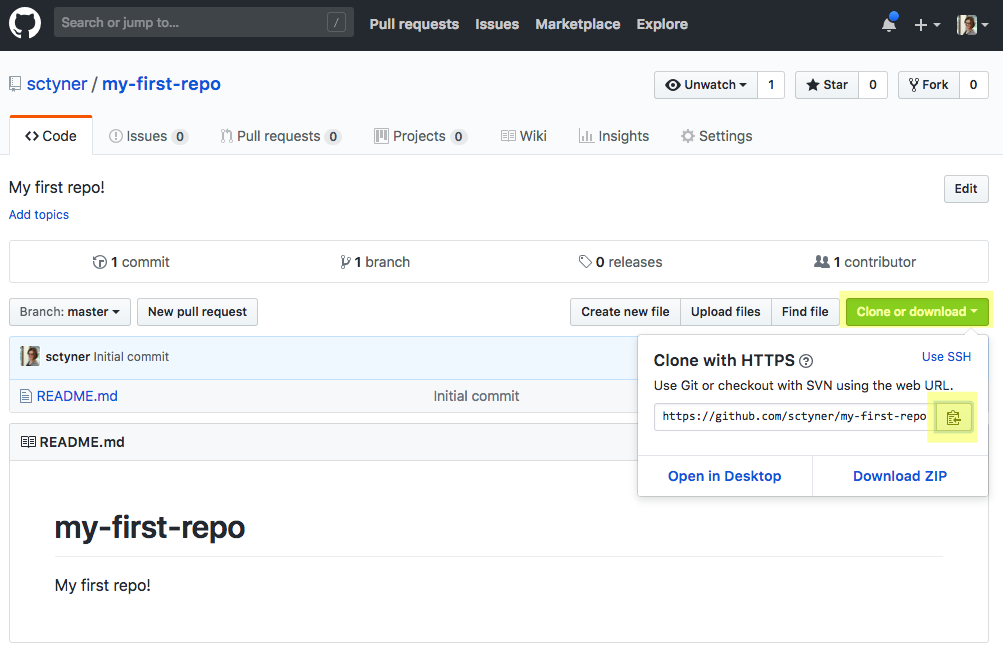 Search or jump to... /
Pull requests Issues Marketplace Explore
sctyner / my-first-repo
Unwatch 1 Star 0 Fork 0
Code Issues 0 Pull requests 0 Projects 0 Wiki Insights Settings
My first repo!
Edit
Add topics
1 commit 1 branch 0 releases 1 contributor
Branch: master New pull request Create new file Upload files Find file Clone or download
sctyner Initial commit
README.md Initial commit
Clone with HTTPS ? Use SSH
Use Git or checkout with SVN using the web URL.
https://github.com/sctyner/my-first-repo
Open in Desktop Download ZIP
README.md
my-first-repo
My first repo!